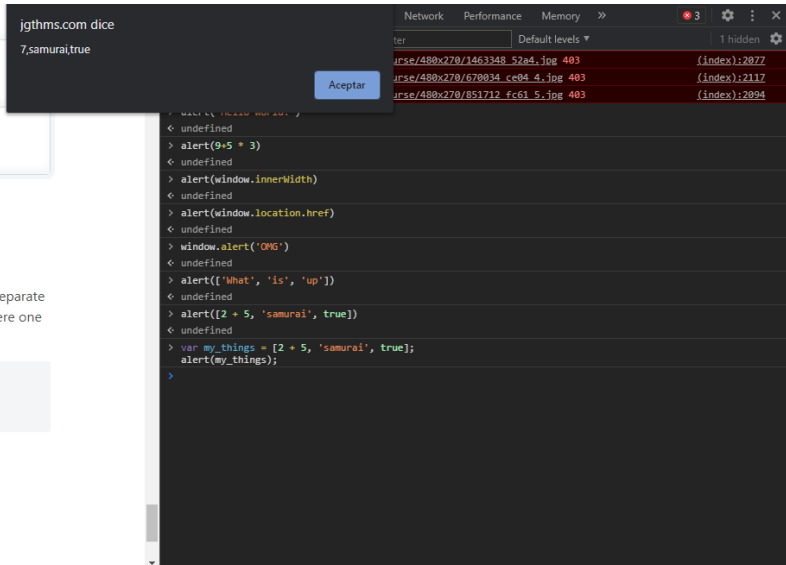 jgthms.com dice
7,samurai,true
Aceptar
Network Performance Memory »
3
Default levels ▼
1 hidden
urse/480x270/1463348_52a4.jpg 403 (index):2077
urse/480x270/670034_ce04_4.jpg 403 (index):2117
urse/480x270/851712_fc61_5.jpg 403 (index):2094
> alert('Hello World!')
< undefined
> alert(9+5 * 3)
< undefined
> alert(window.innerWidth)
< undefined
> alert(window.location.href)
< undefined
> window.alert('OMG')
< undefined
> alert(['What', 'is', 'up'])
< undefined
> alert([2 + 5, 'samurai', true])
< undefined
> var my_things = [2 + 5, 'samurai', true];
alert(my_things);
>
eparate
ere one